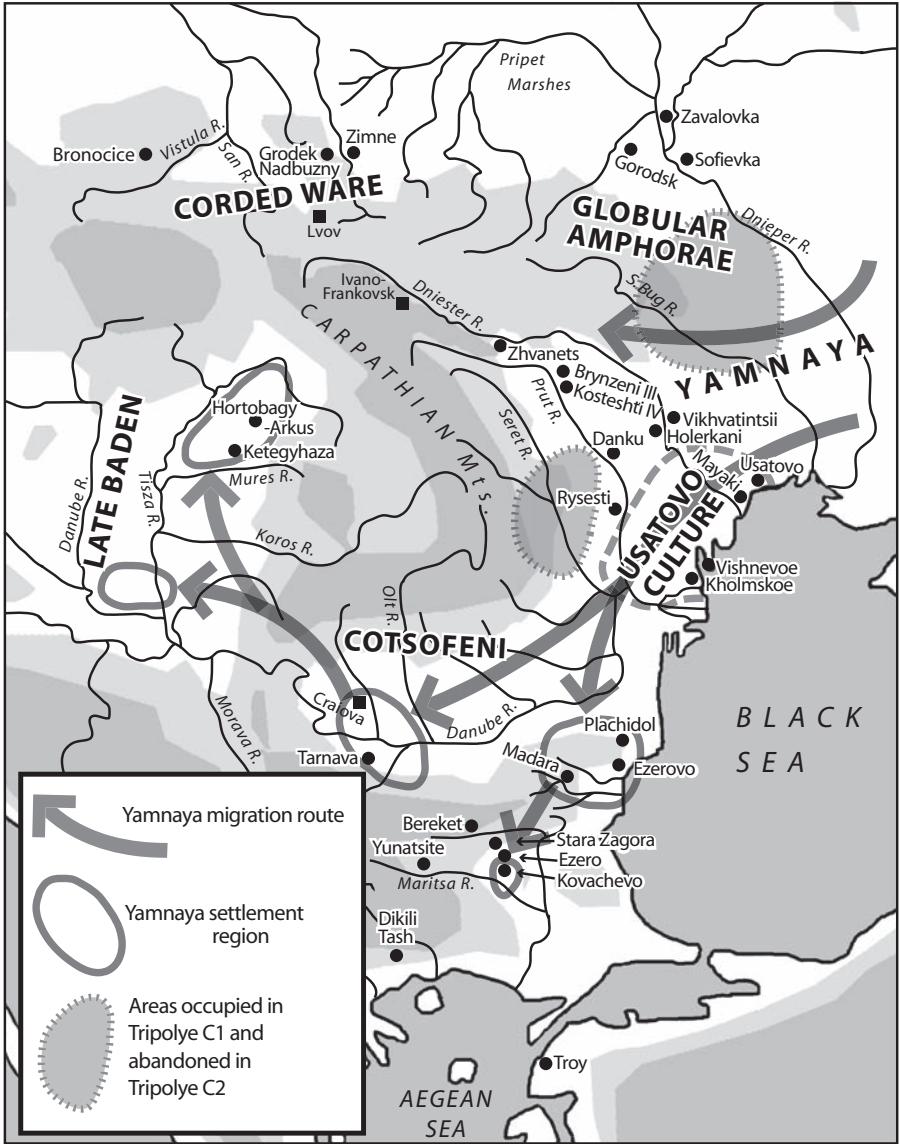 Pripet
Marshes
Zavalovka
Bronocice
Vistula R.
San R.
Grodek
Nadbuzny
Zimne
Gorodsk
Sofievka
CORDED WARE
Lvov
GLOBULAR
AMPHORAE
Dnieper R.
Ivano-
Frankovsk
Dniester R.
S.Bug R.
CARPATHIAN Mts.
Zhvanets
Brynzeni III
Kosteshti IV
YAMNAYA
Prut R.
Seret R.
Hortobagy
-Arkus
Ketegyhaza
Vikhvatintsii
Holerkani
Danku
Mayaki
Usatovo
LATE BADEN
Danube R.
Tisza R.
Mures R.
Rysesti
USATOVO
CULTURE
Koros R.
Vishnevoe
Kholmskoe
Olt R.
COTSOFENI
Craiova
Morava R.
Danube R.
Plachidol
BLACK
SEA
Tarnava
Madara
Ezerovo
Yamnaya migration route
Bereket
Stara Zagora
Yunatsite
Ezero
Maritsa R.
Kovachevo
Yamnaya settlement
region
Dikili
Tash
Areas occupied in
Tripolye C1 and
abandoned in
Tripolye C2
Troy
AEGEAN
SEA